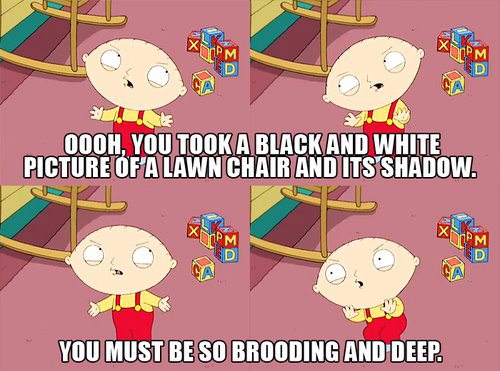 OOOH, YOU TOOK A BLACK AND WHITE
PICTURE OF A LAWN CHAIR AND ITS SHADOW.
YOU MUST BE SO BROODING AND DEEP.